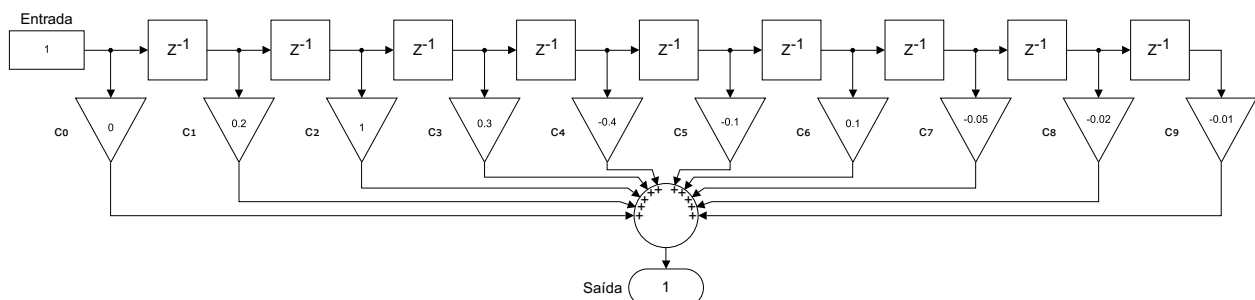 Entrada
1
z-1 z-1 z-1 z-1 z-1 z-1 z-1 z-1 z-1
C0 0 C1 0.2 C2 1 C3 0.3 C4 -0.4 C5 -0.1 C6 0.1 C7 -0.05 C8 -0.02 C9 -0.01
+ + + + + + + + + +
Saída 1